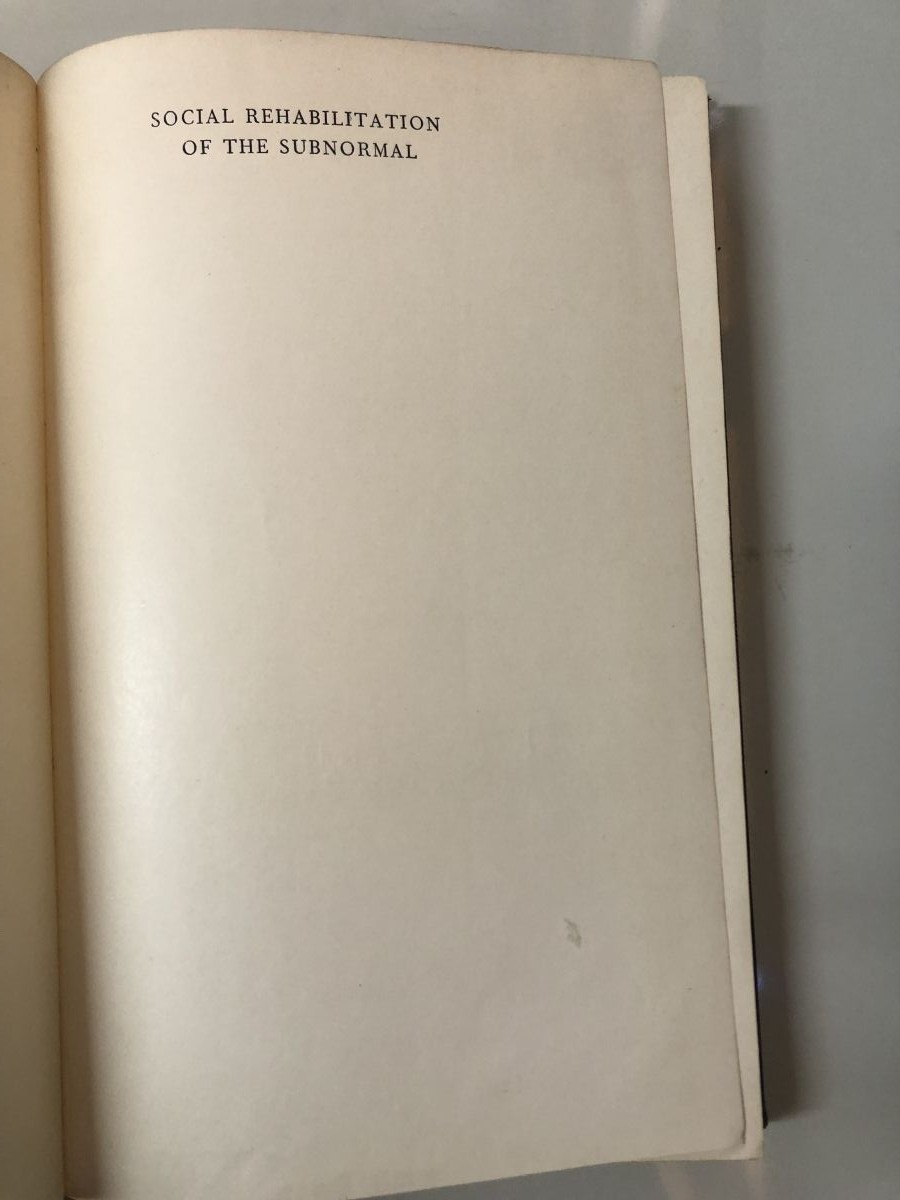 SOCIAL REHABILITATION
OF THE SUBNORMAL